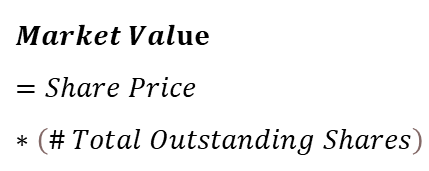 Market Value
= Share Price
* (# Total Outstanding Shares)